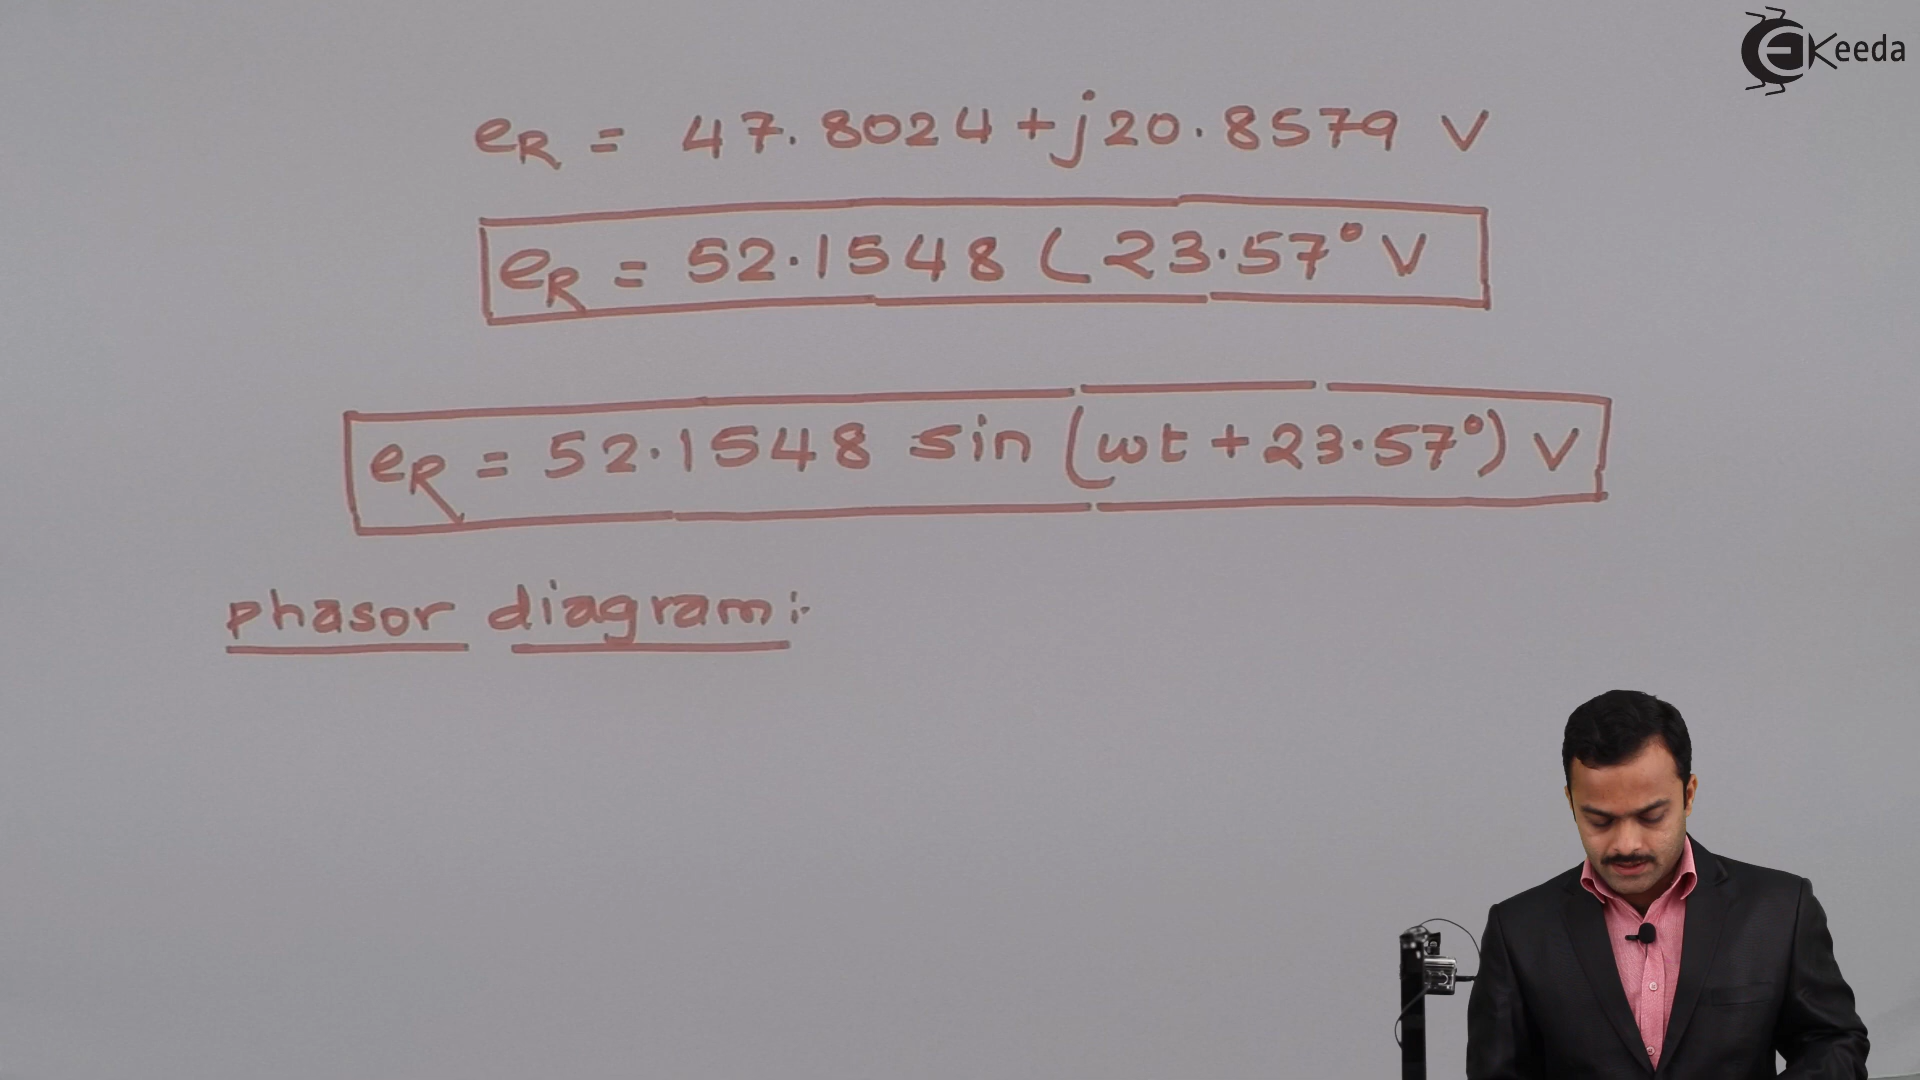 eKeeda
eR = 47.8024 + j20.8579 V
eR = 52.1548 ∠23.57° V
eR = 52.1548 sin (ωt + 23.57°) V
phasor diagram:-